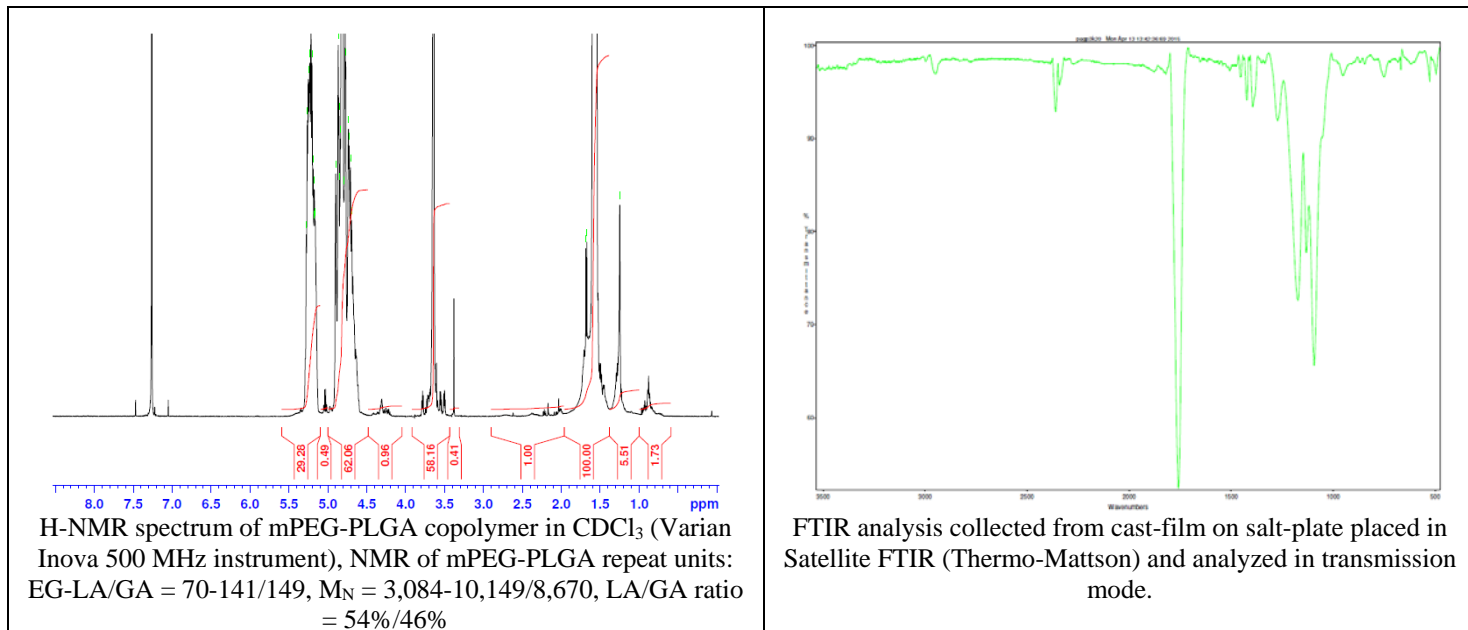 29.28
0.49
62.06
0.96
58.16
0.41
1.00
100.00
5.51
1.73
8.0 7.5 7.0 6.5 6.0 5.5 5.0 4.5 4.0 3.5 3.0 2.5 2.0 1.5 1.0 ppm
H-NMR spectrum of mPEG-PLGA copolymer in CDCl₃ (Varian
Inova 500 MHz instrument), NMR of mPEG-PLGA repeat units:
EG-LA/GA = 70-141/149, M_N = 3,084-10,149/8,670, LA/GA ratio
= 54%/46%
Mon Apr 13
100
90
80
70
60
% Transmittance
3500 3000 2500 2000 1500 1000 500
Wavenumbers
FTIR analysis collected from cast-film on salt-plate placed in
Satellite FTIR (Thermo-Mattson) and analyzed in transmission
mode.